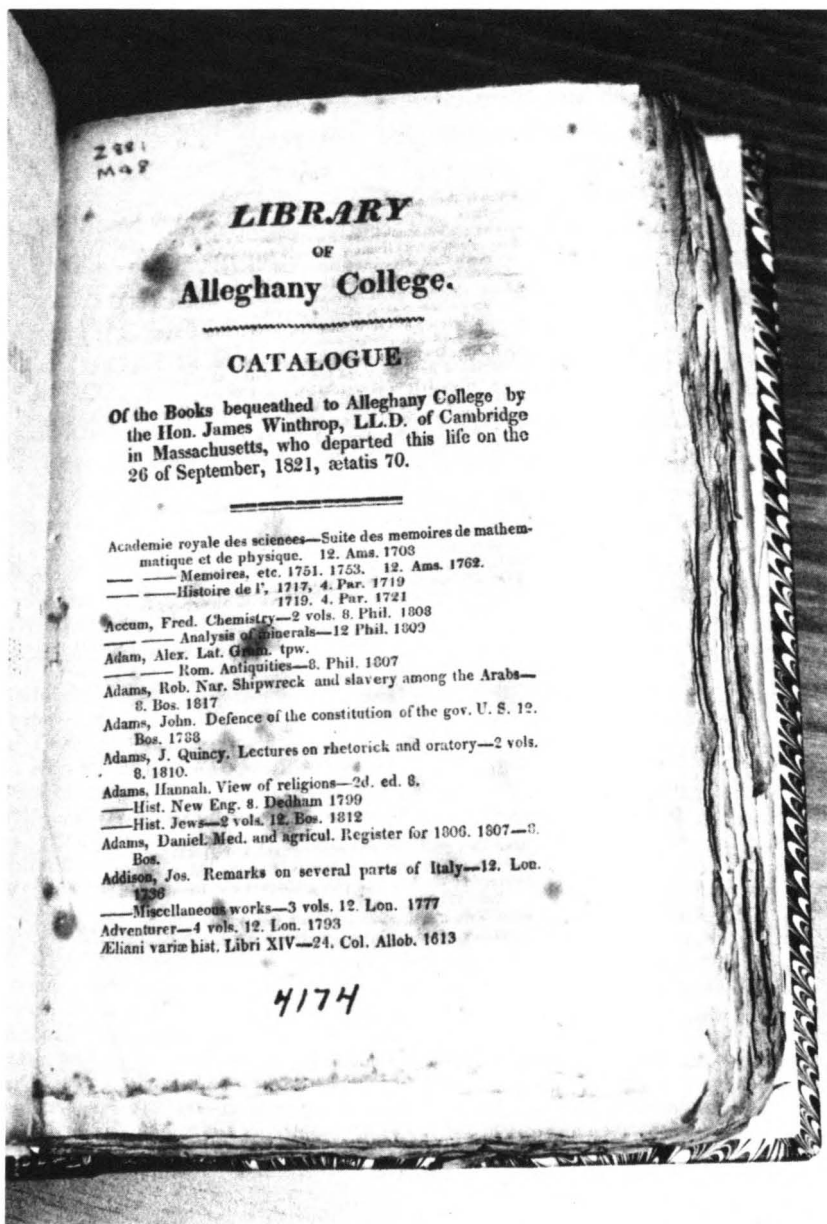 Z881
M48
LIBRARY
OF
Alleghany College.
CATALOGUE
Of the Books bequeathed to Alleghany College by
the Hon. James Winthrop, LL.D. of Cambridge
in Massachusetts, who departed this life on the
26 of September, 1821, ætatis 70.
Academie royale des sciences—Suite des memoires de mathem-
matique et de physique. 12. Ams. 1708
—— ——Memoires, etc. 1751. 1753. 12. Ams. 1762.
—— ——Histoire de l', 1717, 4. Par. 1719
1719. 4. Par. 1721
Accum, Fred. Chemistry—2 vols. 8. Phil. 1808
—— —— Analysis of minerals—12 Phil. 1809
Adam, Alex. Lat. Gram. tpw.
—— —— Rom. Antiquities—8. Phil. 1807
Adams, Rob. Nar. Shipwreck and slavery among the Arabs—
8. Bos. 1817
Adams, John. Defence of the constitution of the gov. U. S. 12.
Bos. 1788
Adams, J. Quincy. Lectures on rhetorick and oratory—2 vols.
8. 1810.
Adams, Hannah. View of religions—2d. ed. 8.
——Hist. New Eng. 8. Dedham 1799
——Hist. Jews—2 vols. 12. Bos. 1812
Adams, Daniel. Med. and agricul. Register for 1806. 1807—8.
Bos.
Addison, Jos. Remarks on several parts of Italy—12. Lon.
1736
——Miscellaneous works—3 vols. 12. Lon. 1777
Adventurer—4 vols. 12. Lon. 1793
Æliani variæ hist. Libri XIV—24. Col. Allob. 1613
4174